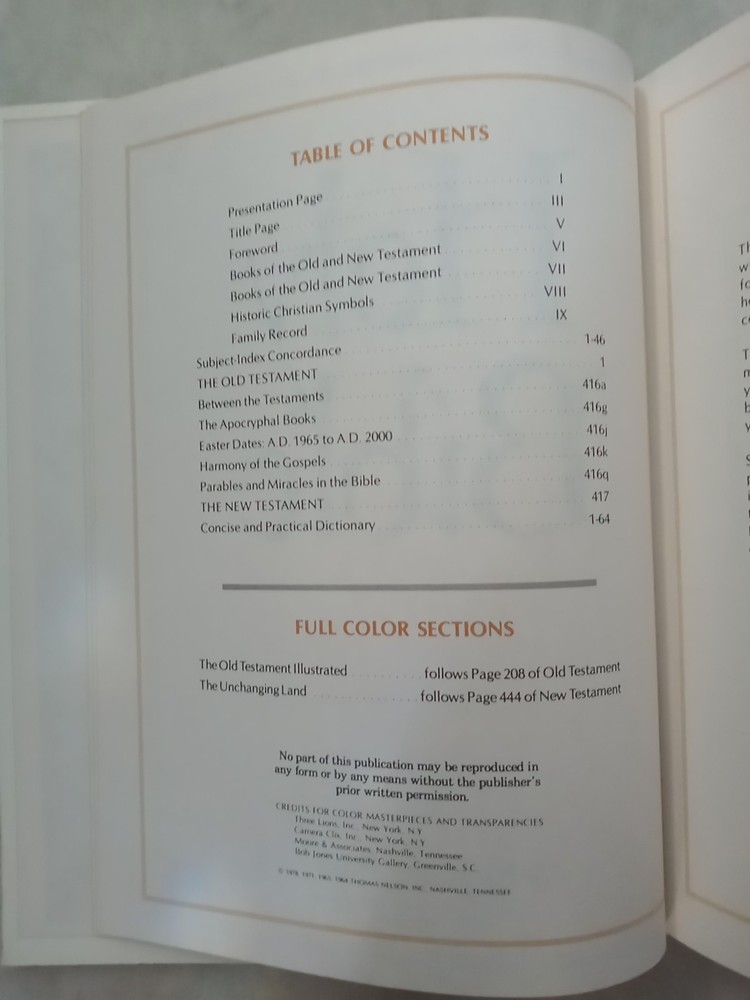 TABLE OF CONTENTS
Presentation Page I
Title Page III
Foreword V
Books of the Old and New Testament VI
Books of the Old and New Testament VII
Historic Christian Symbols VIII
Family Record IX
Subject-Index Concordance 1-46
THE OLD TESTAMENT 1
Between the Testaments 416a
The Apocryphal Books 416g
Easter Dates: A.D. 1965 to A.D. 2000 416j
Harmony of the Gospels 416k
Parables and Miracles in the Bible 416q
THE NEW TESTAMENT 417
Concise and Practical Dictionary 1-64
FULL COLOR SECTIONS
The Old Testament Illustrated . . . . . . . . . . follows Page 208 of Old Testament
The Unchanging Land . . . . . . . . . . . . . . . follows Page 444 of New Testament
No part of this publication may be reproduced in
any form or by any means without the publisher's
prior written permission.
CREDITS FOR COLOR MASTERPIECES AND TRANSPARENCIES
Three Lions, Inc., New York, N.Y.
Camera Clix, Inc., New York, N.Y.
Moore & Associates, Nashville, Tennessee
Bob Jones University Gallery, Greenville, S.C.
© 1971, 1968 THOMAS NELSON, INC. NASHVILLE, TENNESSEE